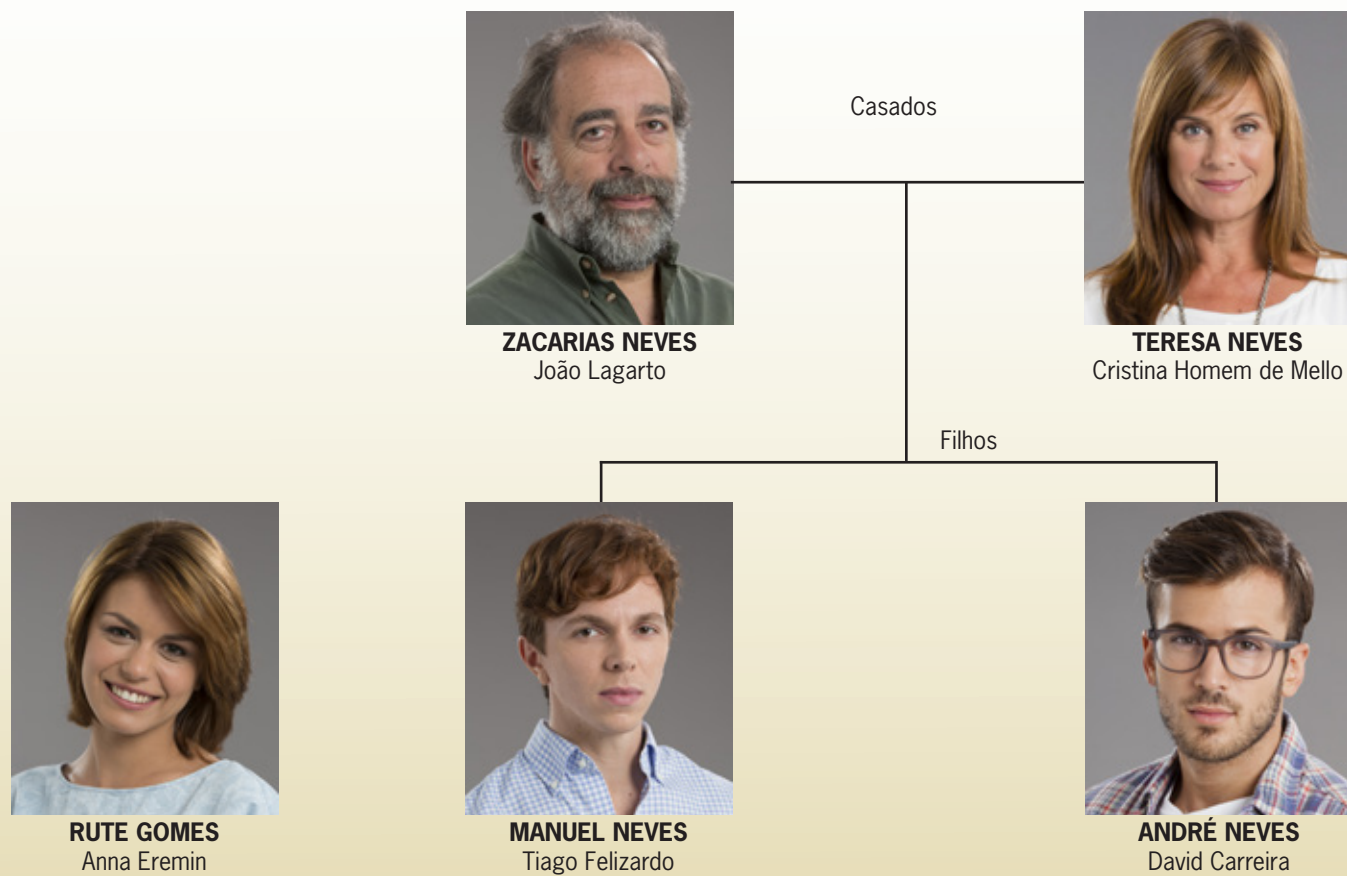 Casados
ZACARIAS NEVES
João Lagarto
TERESA NEVES
Cristina Homem de Mello
Filhos
RUTE GOMES
Anna Eremin
MANUEL NEVES
Tiago Felizardo
ANDRÉ NEVES
David Carreira